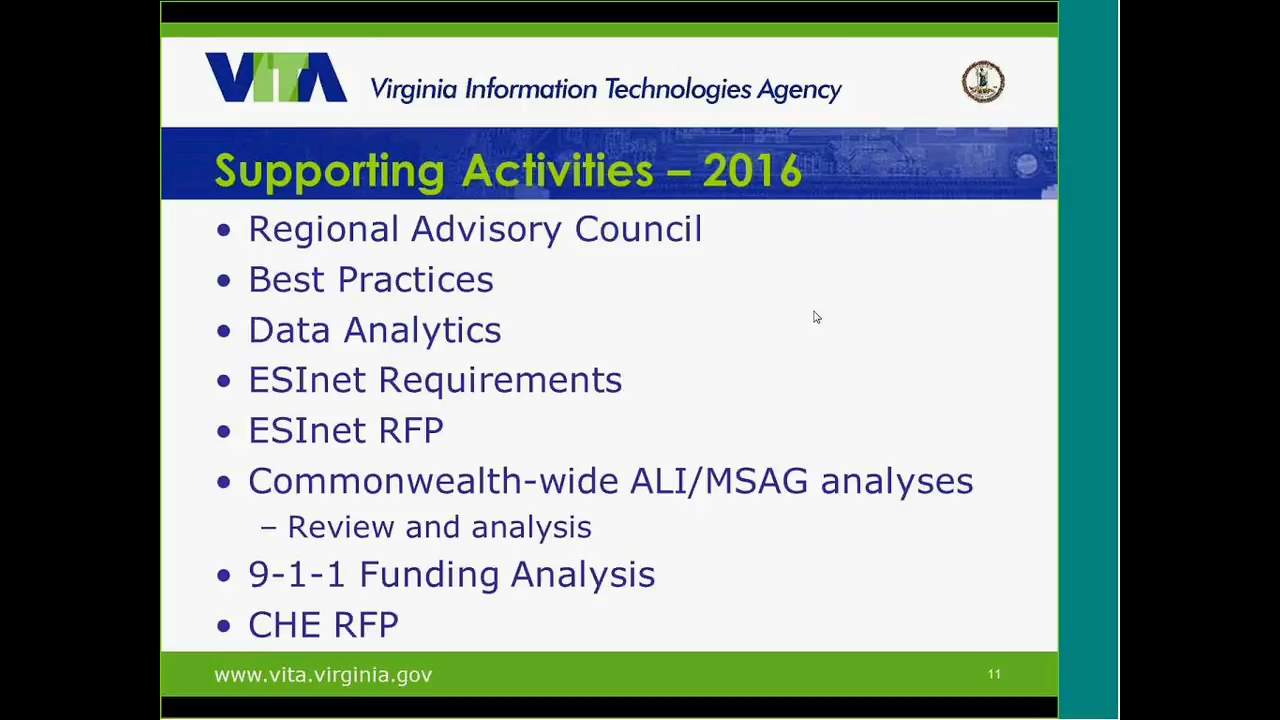 VITA Virginia Information Technologies Agency
Supporting Activities – 2016
• Regional Advisory Council
• Best Practices
• Data Analytics
• ESInet Requirements
• ESInet RFP
• Commonwealth-wide ALI/MSAG analyses
– Review and analysis
• 9-1-1 Funding Analysis
• CHE RFP
www.vita.virginia.gov 11